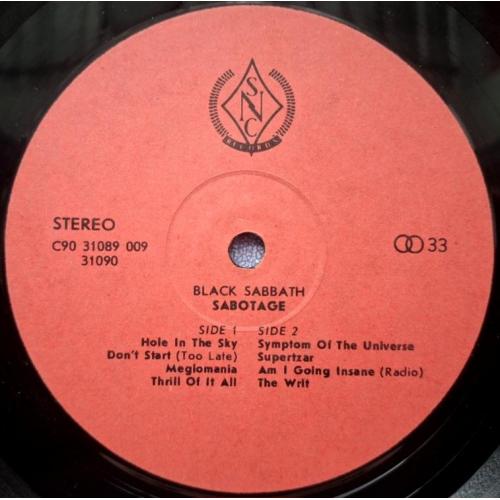 SNC
RECORDS
STEREO
C90 31089 009
31090
33
BLACK SABBATH
SABOTAGE
SIDE 1
Hole In The Sky
Don't Start (Too Late)
Meglomania
Thrill Of It All
SIDE 2
Symptom Of The Universe
Supertzar
Am I Going Insane (Radio)
The Writ